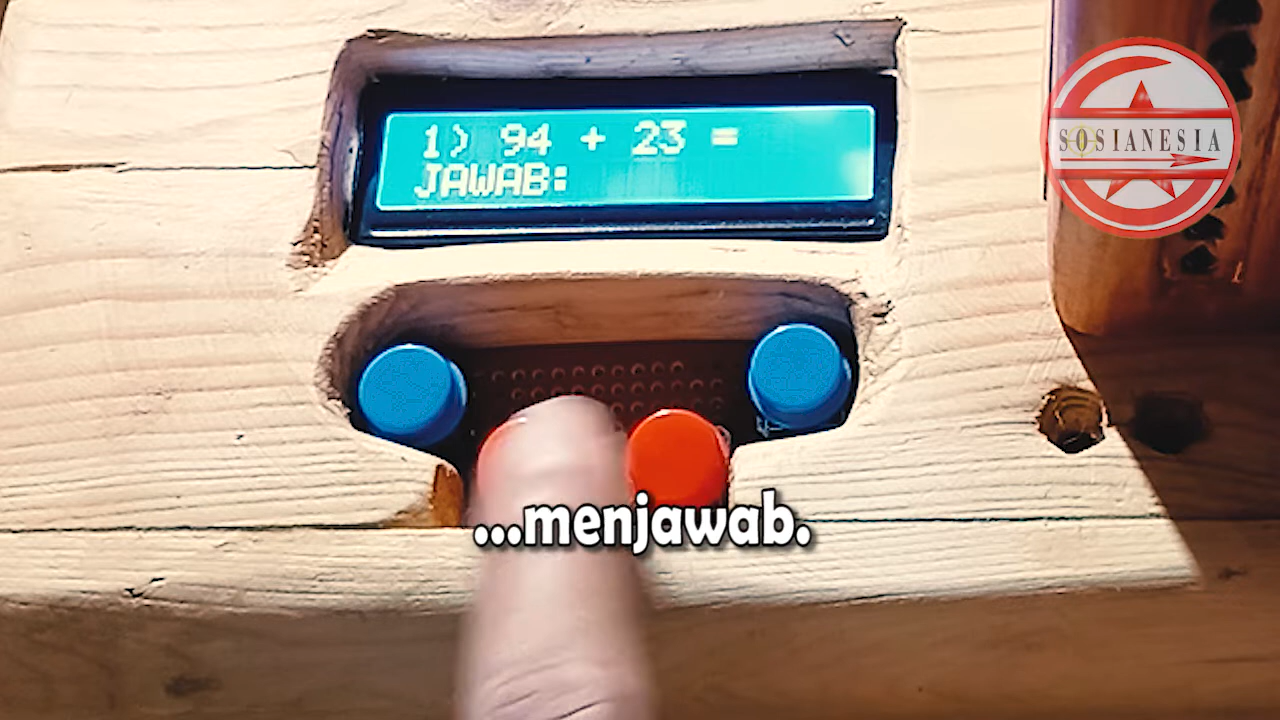 1) 94 + 23 =
JAWAB:
SOSIANESIA
...menjawab.